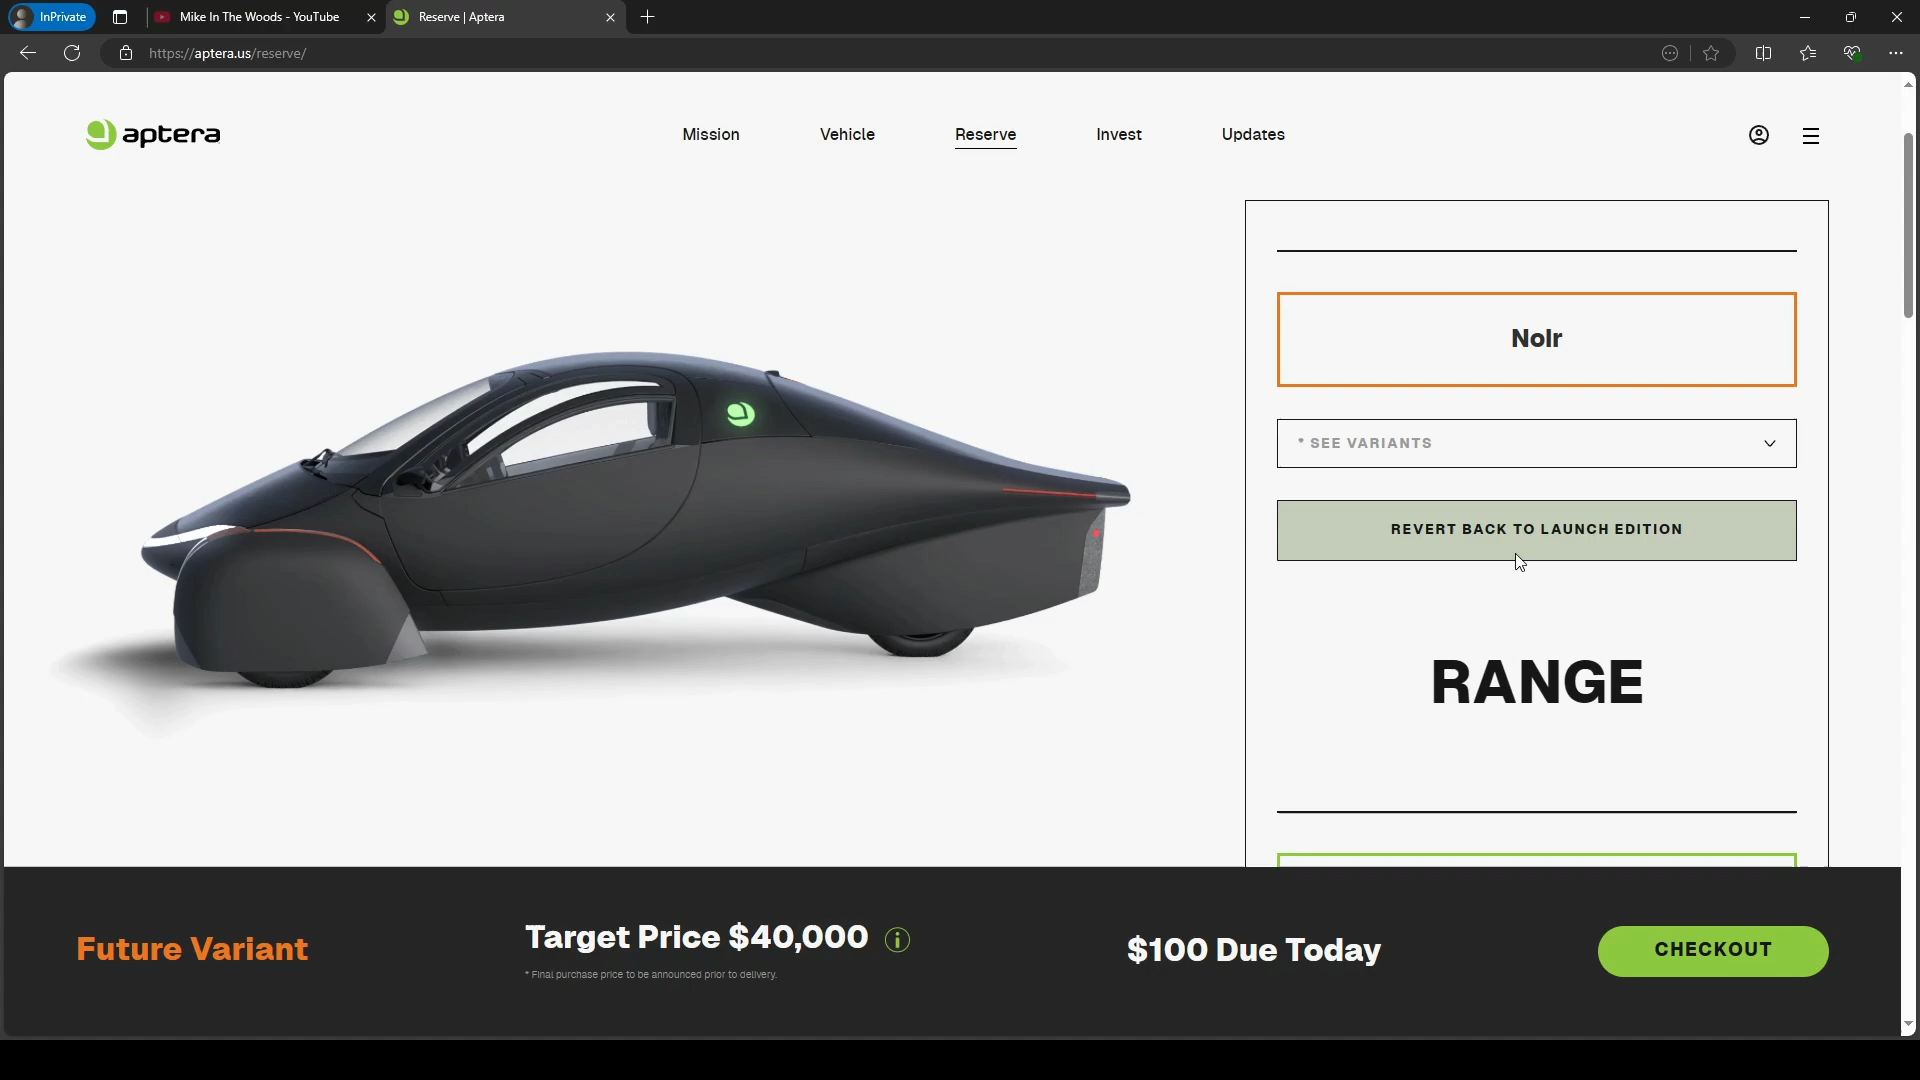 InPrivate
Mike In The Woods - YouTube
Reserve | Aptera
https://aptera.us/reserve/
aptera
Mission
Vehicle
Reserve
Invest
Updates
Noir
* SEE VARIANTS
REVERT BACK TO LAUNCH EDITION
RANGE
Future Variant
Target Price $40,000
* Final purchase price to be announced prior to delivery.
$100 Due Today
CHECKOUT